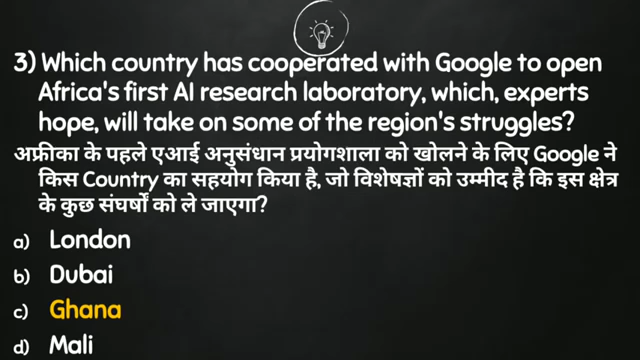 3) Which country has cooperated with Google to open
Africa's first AI research laboratory, which, experts
hope, will take on some of the region's struggles?
अफ्रीका के पहले एआई अनुसंधान प्रयोगशाला को खोलने के लिए Google ने
किस Country का सहयोग किया है, जो विशेषज्ञों को उम्मीद है कि इस क्षेत्र
के कुछ संघर्षों को ले जाएगा?
a) London
b) Dubai
c) Ghana
d) Mali